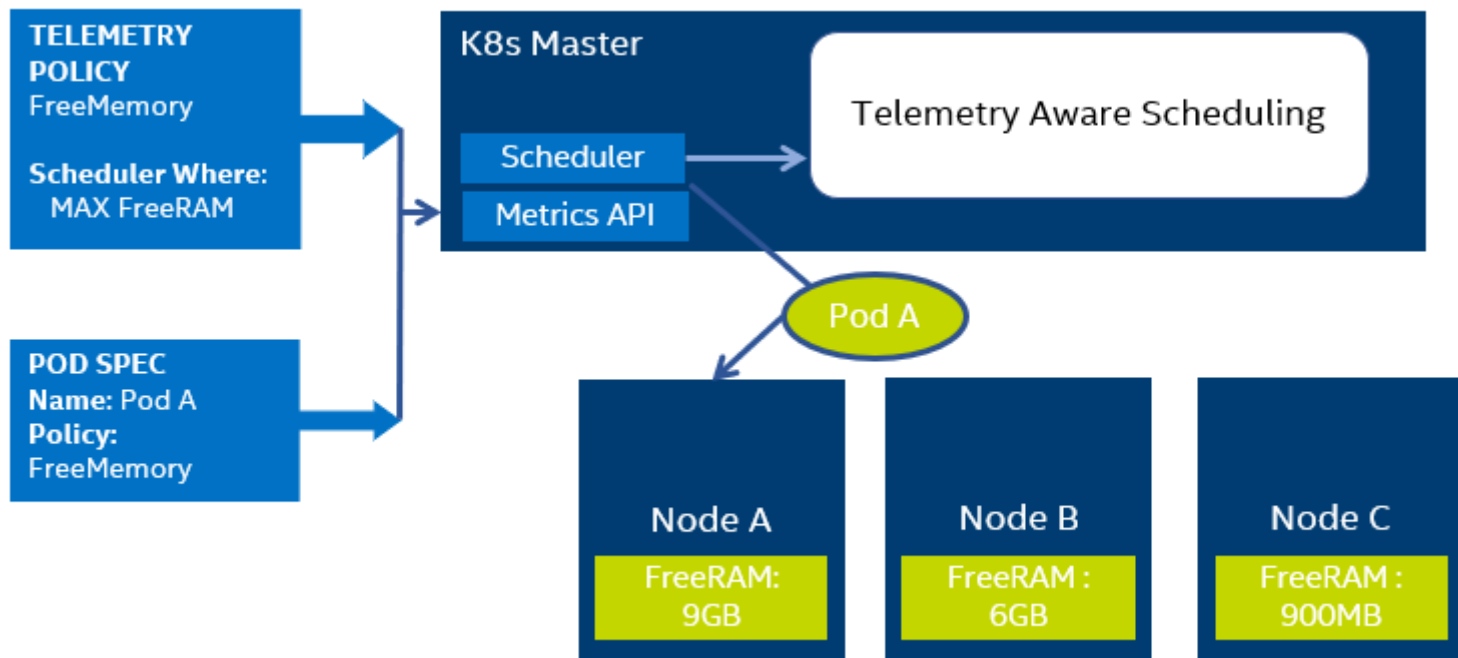 TELEMETRY
POLICY
FreeMemory
Scheduler Where:
MAX FreeRAM
K8s Master
Telemetry Aware Scheduling
Scheduler
Metrics API
Pod A
POD SPEC
Name: Pod A
Policy:
FreeMemory
Node A
FreeRAM:
9GB
Node B
FreeRAM :
6GB
Node C
FreeRAM :
900MB